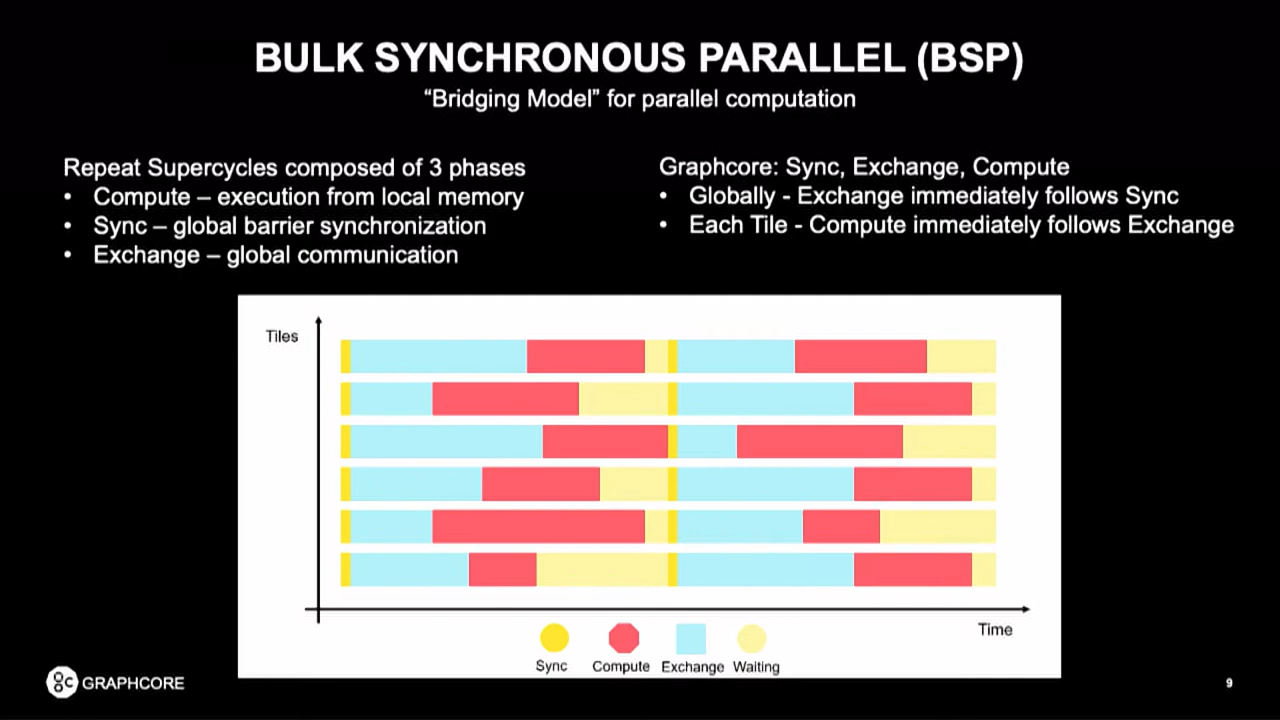 BULK SYNCHRONOUS PARALLEL (BSP)
“Bridging Model” for parallel computation
Repeat Supercycles composed of 3 phases
• Compute – execution from local memory
• Sync – global barrier synchronization
• Exchange – global communication
Graphcore: Sync, Exchange, Compute
• Globally - Exchange immediately follows Sync
• Each Tile - Compute immediately follows Exchange
Tiles
Time
Sync Compute Exchange Waiting
GRAPHCORE
9